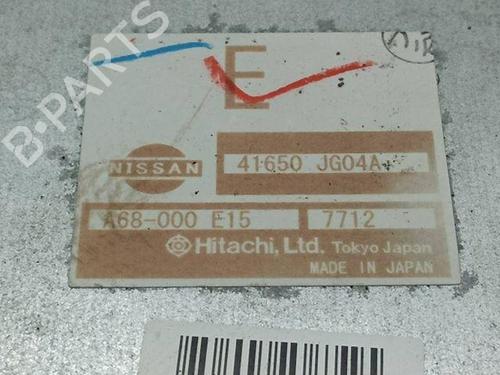 B-PARTS
E
NISSAN
41650 JG04A
A68-000 E15
7712
Hitachi, Ltd. Tokyo Japan
MADE IN JAPAN